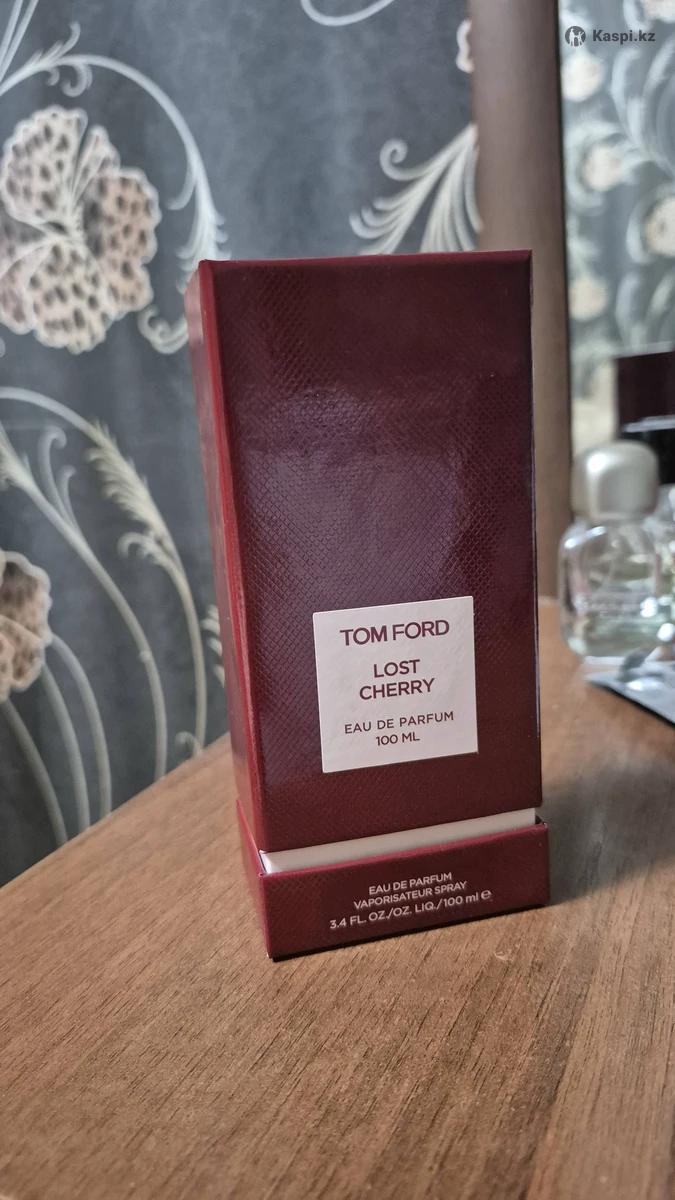 Kaspi.kz
TOM FORD
LOST
CHERRY
EAU DE PARFUM
100 ML
EAU DE PARFUM
VAPORISATEUR SPRAY
3.4 FL. OZ./OZ. LIQ./100 ml ℮